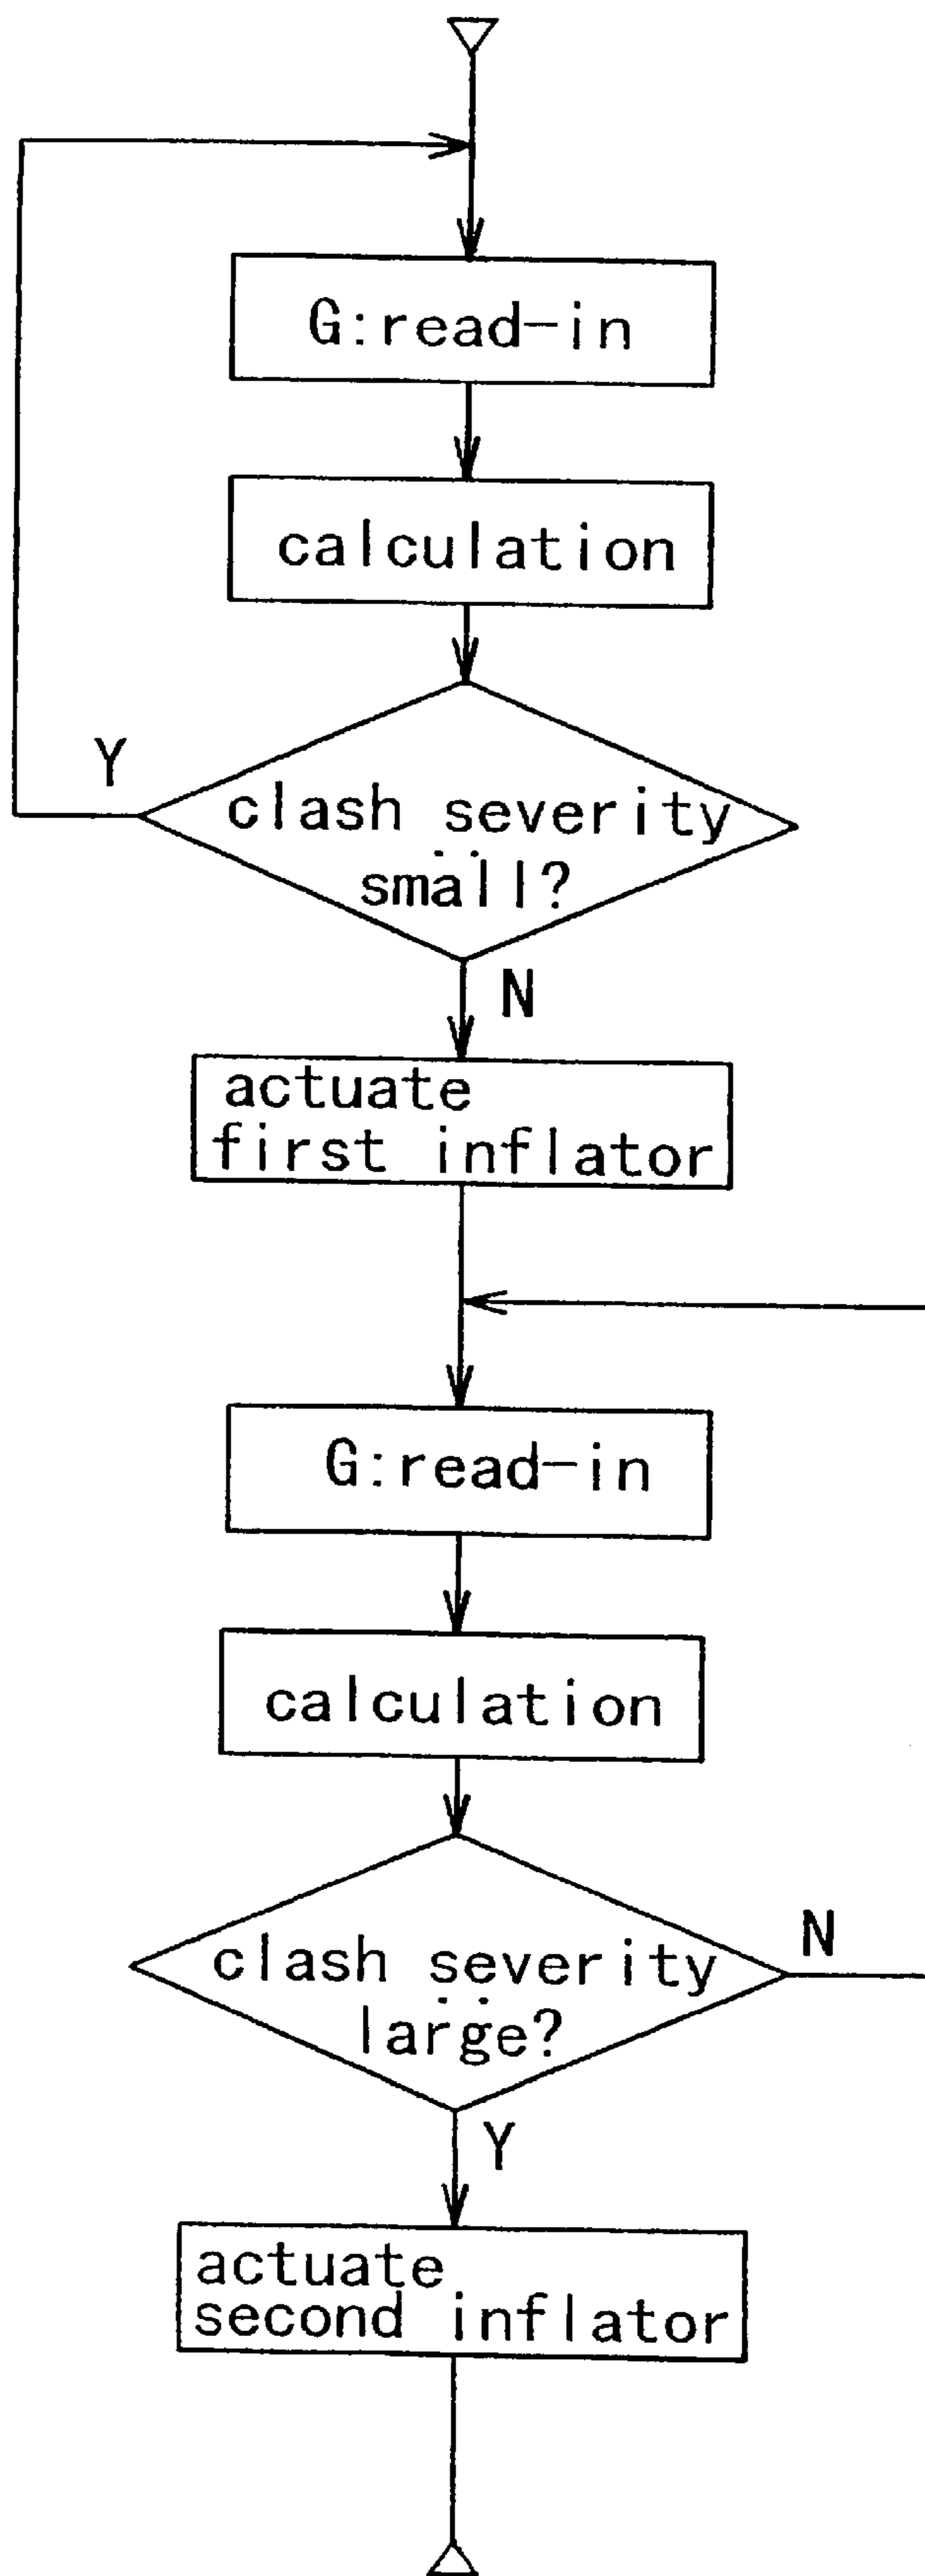 G:read-in
calculation
Y
clash severity
small?
N
actuate
first inflator
G:read-in
calculation
N
clash severity
large?
Y
actuate
second inflator